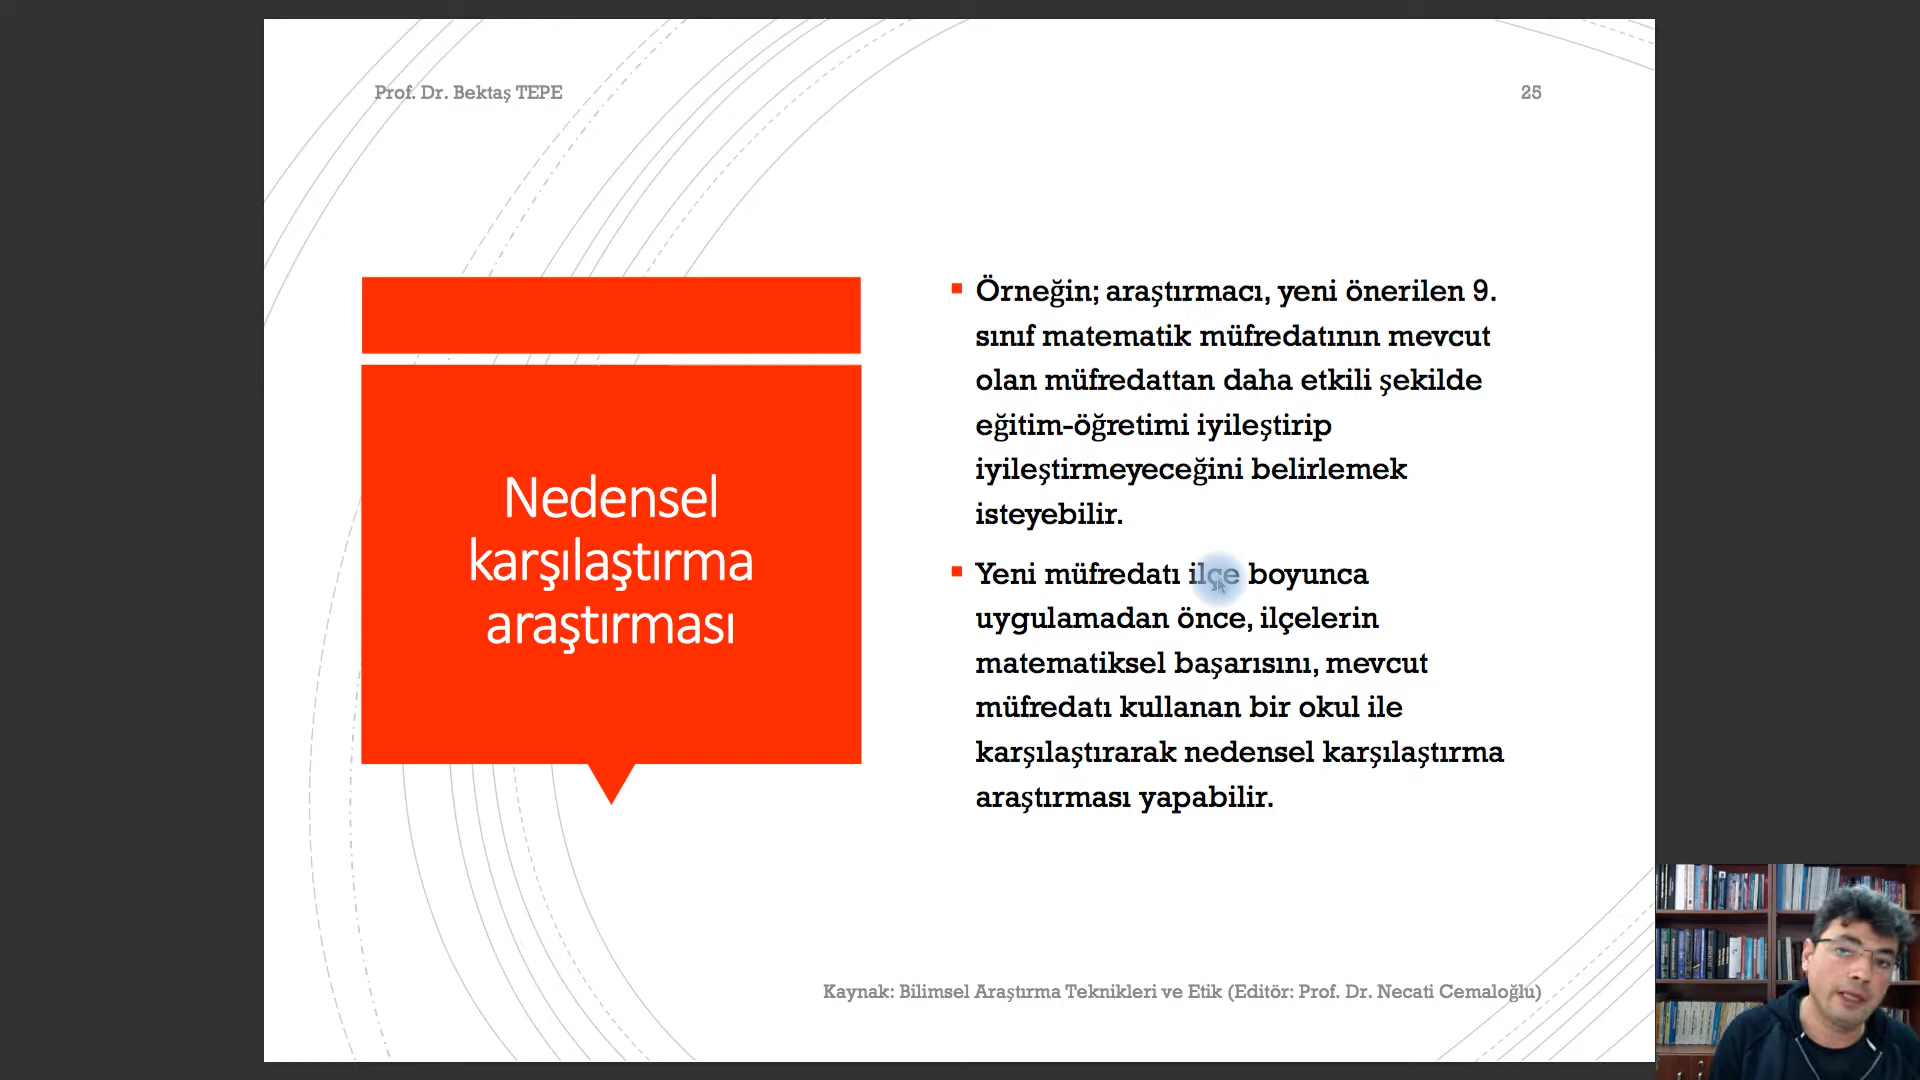 Prof. Dr. Bektaş TEPE
25
Nedensel
karşılaştırma
araştırması
Örneğin; araştırmacı, yeni önerilen 9.
sınıf matematik müfredatının mevcut
olan müfredattan daha etkili şekilde
eğitim-öğretimi iyileştirip
iyileştirmeyeceğini belirlemek
isteyebilir.
Yeni müfredatı ilçe boyunca
uygulamadan önce, ilçelerin
matematiksel başarısını, mevcut
müfredatı kullanan bir okul ile
karşılaştırarak nedensel karşılaştırma
araştırması yapabilir.
Kaynak: Bilimsel Araştırma Teknikleri ve Etik (Editör: Prof. Dr. Necati Cemaloğlu)